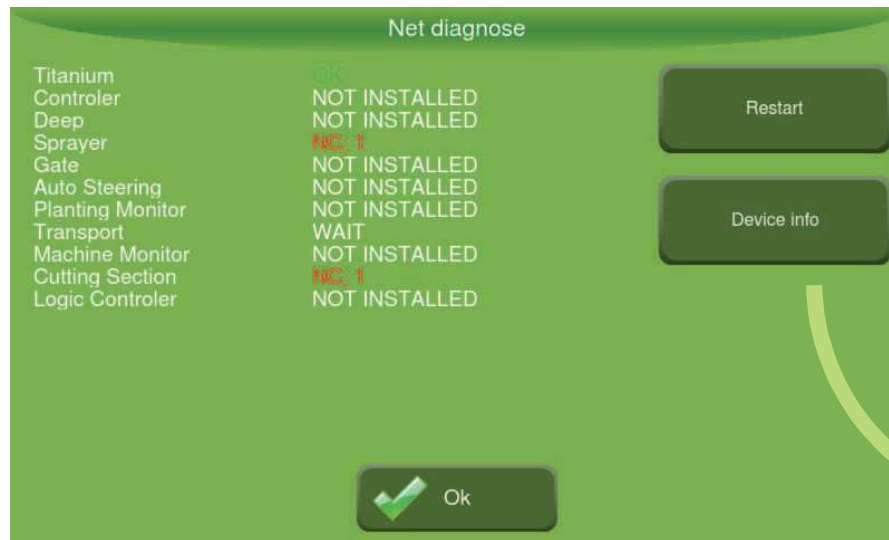 Net diagnose
Titanium OK
Controler NOT INSTALLED
Deep NOT INSTALLED
Sprayer NC, 1
Gate NOT INSTALLED
Auto Steering NOT INSTALLED
Planting Monitor NOT INSTALLED
Transport WAIT
Machine Monitor NOT INSTALLED
Cutting Section NC, 1
Logic Controler NOT INSTALLED
Restart
Device info
Ok